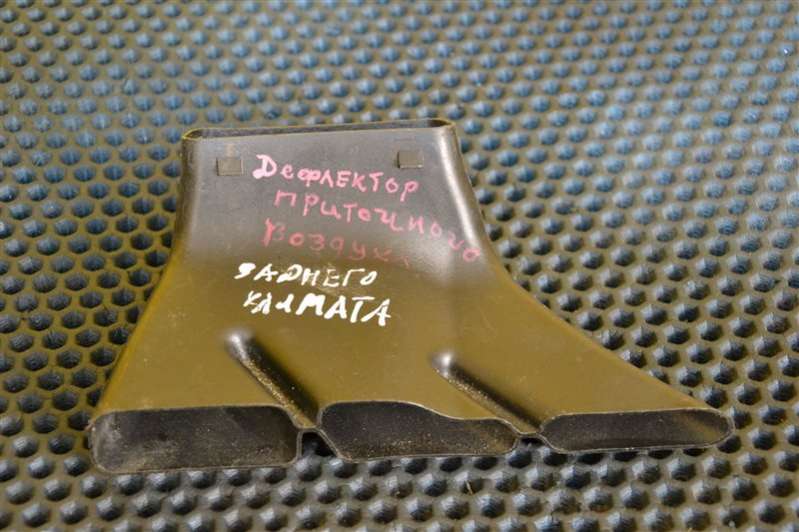 Дефлектор
приточного
воздуха
заднего
климата